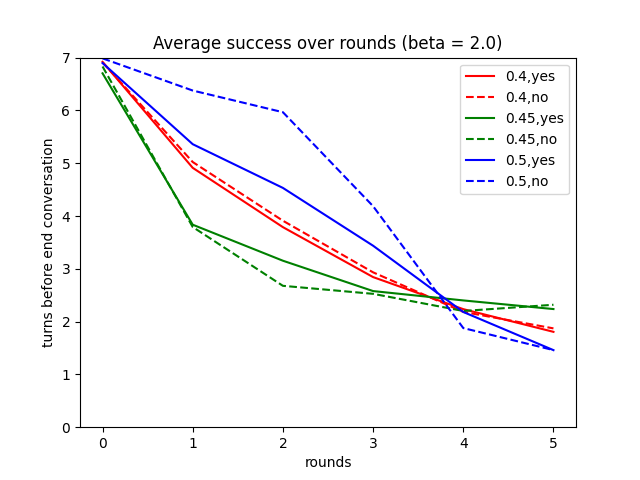 Average success over rounds (beta = 2.0)
7
6
5
4
3
2
1
0
turns before end conversation
0.4,yes
0.4,no
0.45,yes
0.45,no
0.5,yes
0.5,no
0 1 2 3 4 5
rounds